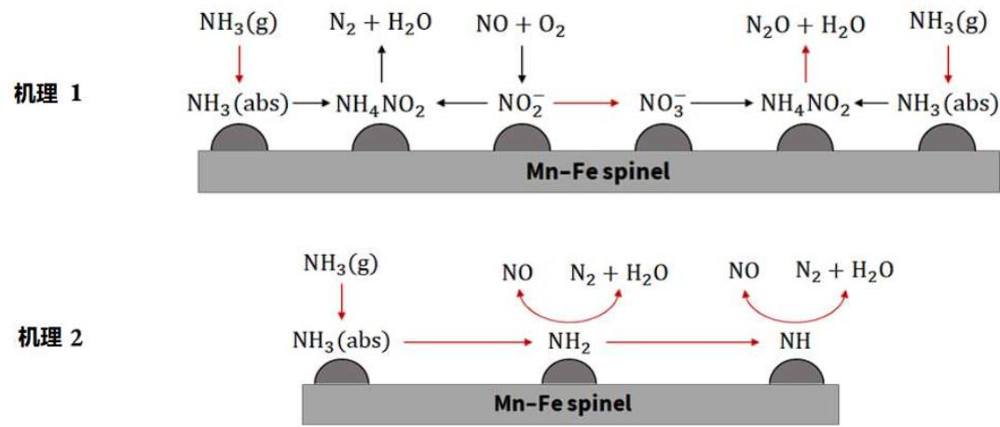 NH₃(g) N₂ + H₂O NO + O₂ N₂O + H₂O NH₃(g)
机理 1
NH₃(abs) NH₄NO₂ NO₂⁻ NO₃⁻ NH₄NO₂ NH₃(abs)
Mn-Fe spinel
NH₃(g) NO N₂ + H₂O NO N₂ + H₂O
机理 2
NH₃(abs) NH₂ NH
Mn-Fe spinel